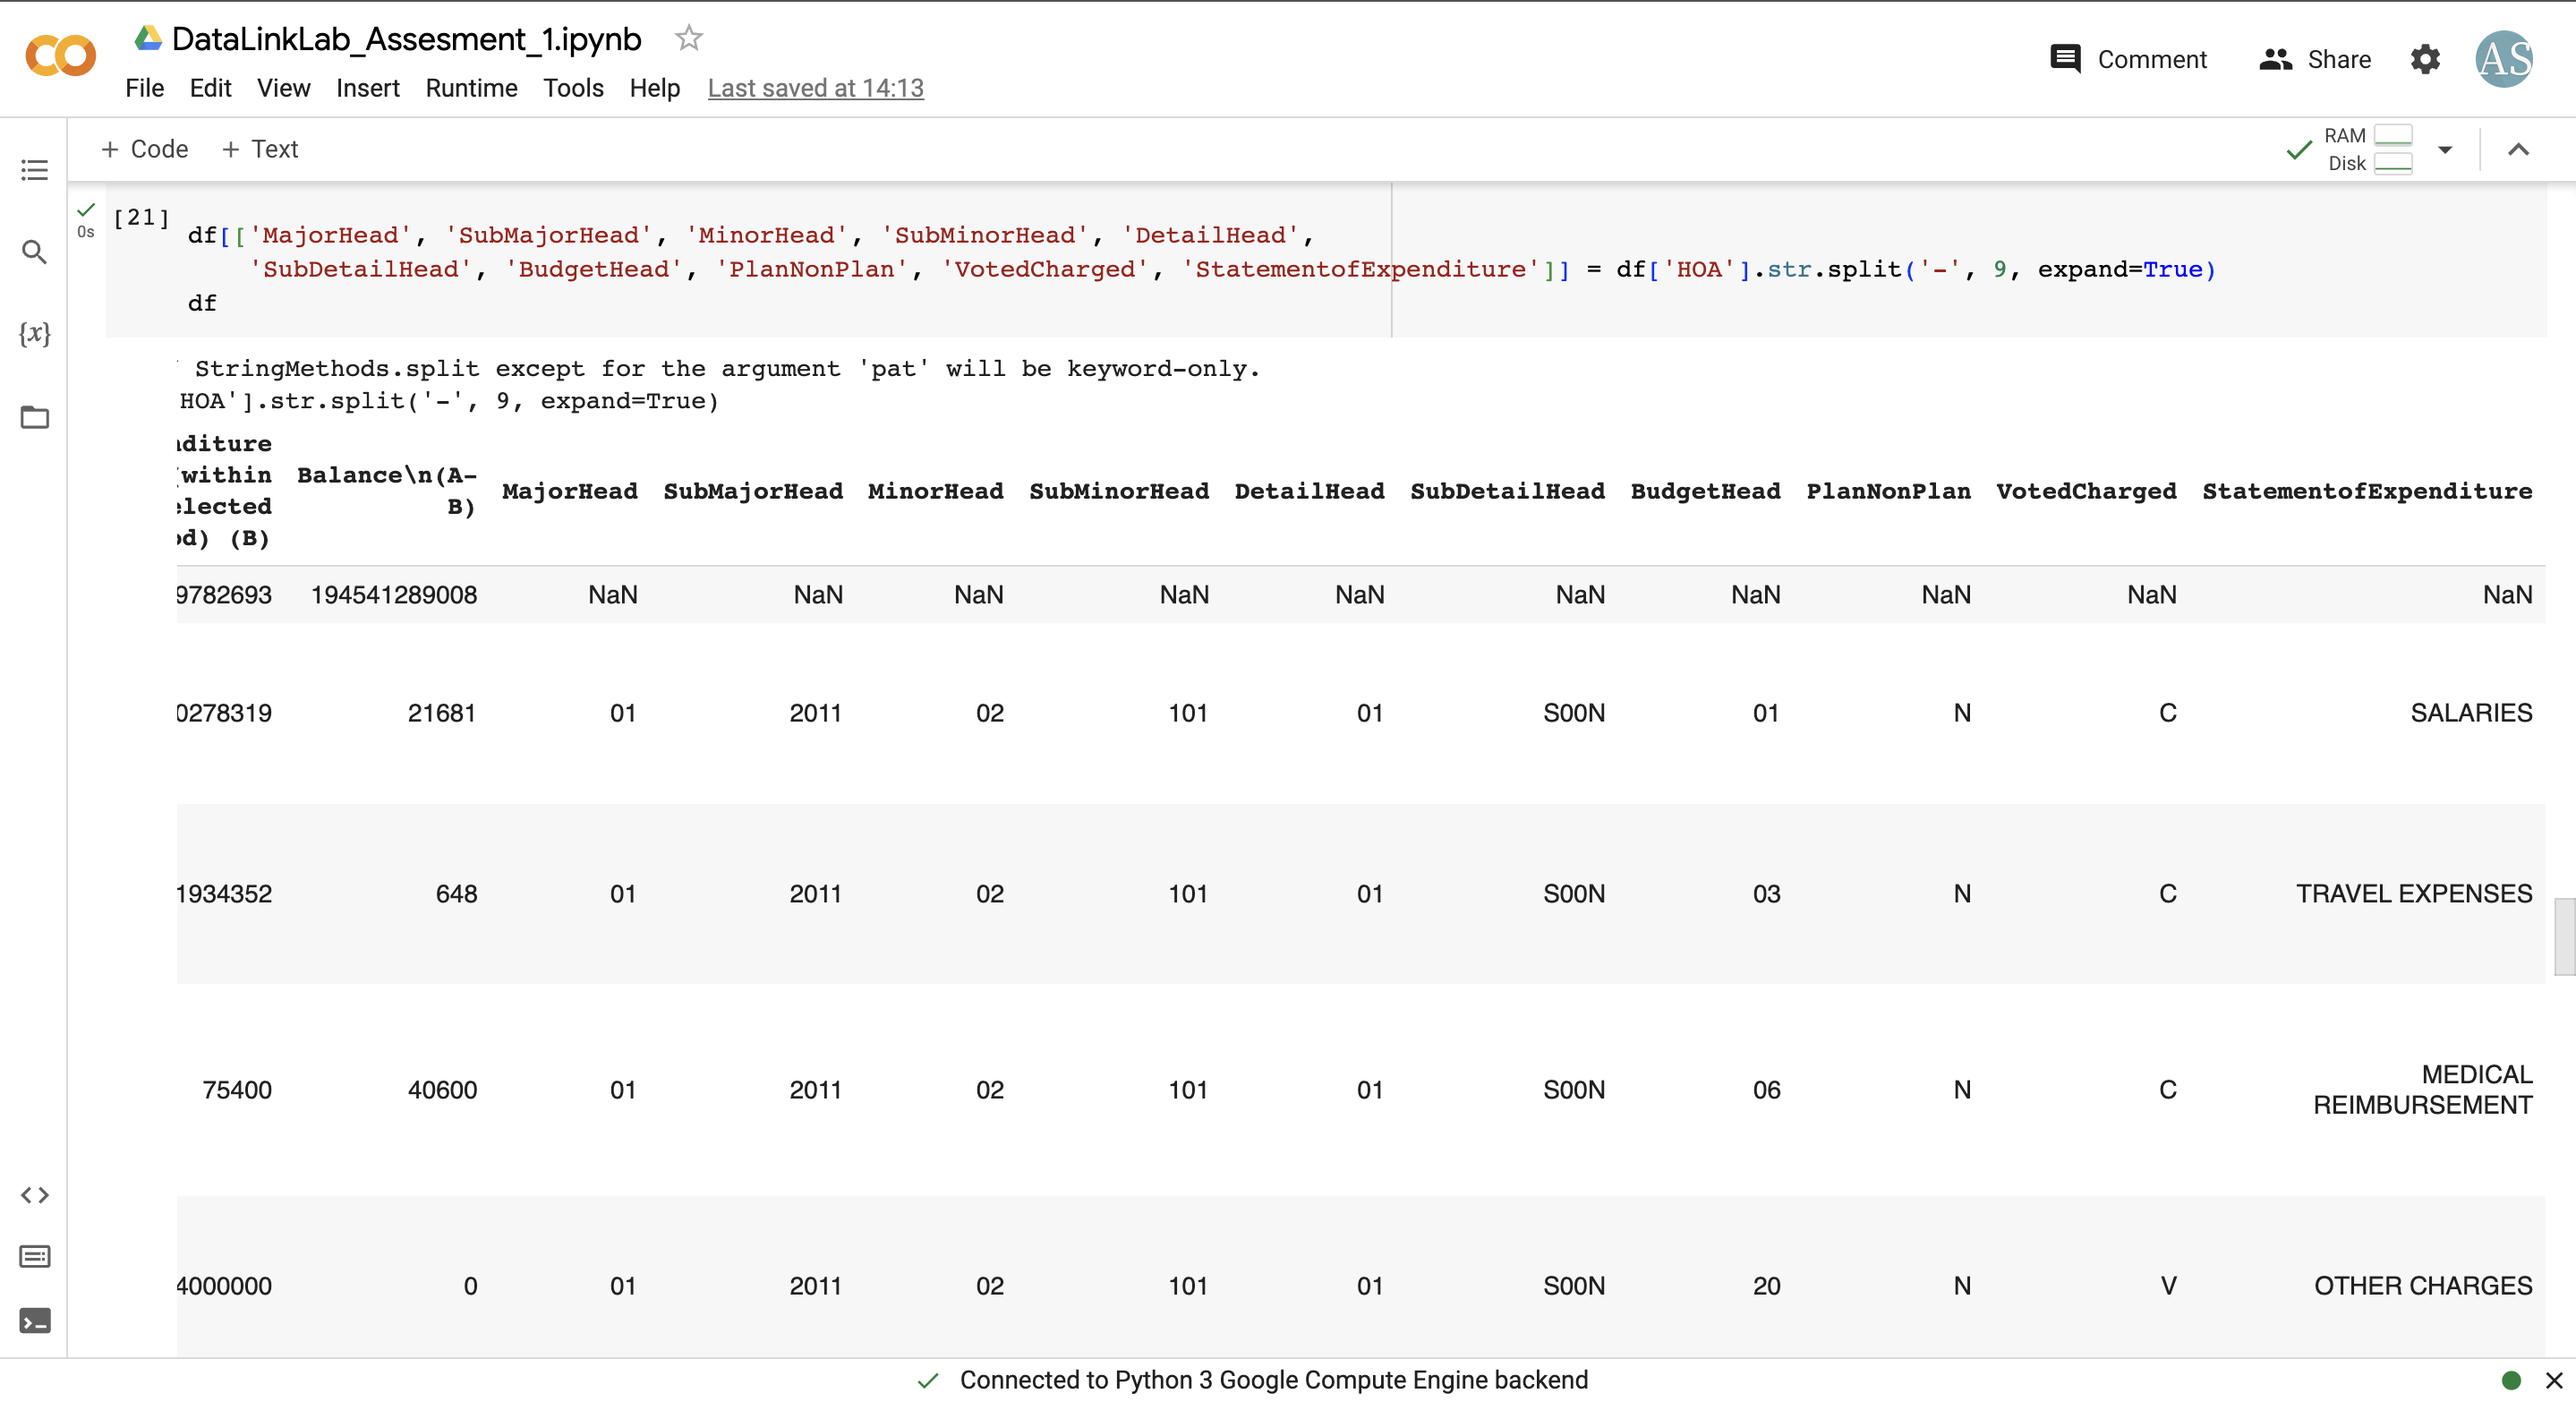 DataLinkLab_Assesment_1.ipynb
File Edit View Insert Runtime Tools Help Last saved at 14:13
Comment Share AS
+ Code + Text
RAM
Disk
0s
[21]
df[['MajorHead', 'SubMajorHead', 'MinorHead', 'SubMinorHead', 'DetailHead',
'SubDetailHead', 'BudgetHead', 'PlanNonPlan', 'VotedCharged', 'StatementofExpenditure']] = df['HOA'].str.split('-', 9, expand=True)
df
StringMethods.split except for the argument 'pat' will be keyword-only.
HOA'].str.split('-', 9, expand=True)
nditure
(within
elected
od) (B)
Balance\n(A-
B)
MajorHead SubMajorHead MinorHead SubMinorHead DetailHead SubDetailHead BudgetHead PlanNonPlan VotedCharged StatementofExpenditure
9782693 194541289008 NaN NaN NaN NaN NaN NaN NaN NaN NaN NaN
0278319 21681 01 2011 02 101 01 S00N 01 N C SALARIES
1934352 648 01 2011 02 101 01 S00N 03 N C TRAVEL EXPENSES
75400 40600 01 2011 02 101 01 S00N 06 N C MEDICAL
REIMBURSEMENT
4000000 0 01 2011 02 101 01 S00N 20 N V OTHER CHARGES
{x}
Connected to Python 3 Google Compute Engine backend